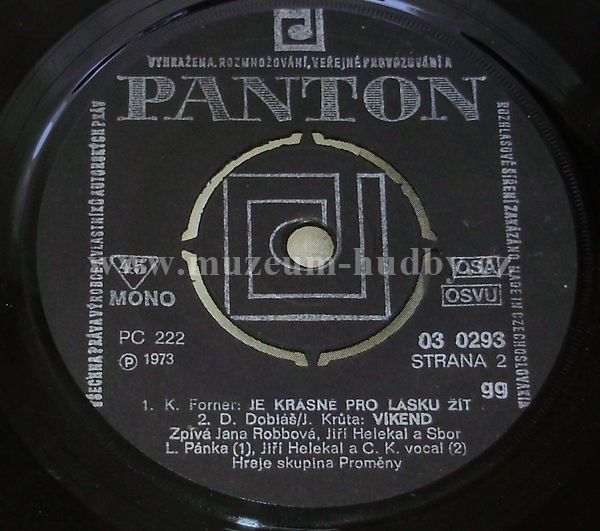 VYHRAŽENA. ROZMNOŽOVÁNÍ, VEŘEJNÉ PROVOZOVÁNÍ A
PANTON
VŠECHNA PRÁVA VÝROBCE A VLASTNÍKŮ AUTORSKÝCH PRÁV
ROZHLASOVÉ ŠÍŘENÍ ZAKÁZÁNO. MADE IN CZECHOSLOVAKIA
45
MONO
OSA
OSVU
www.muzeum-hudby.cz
PC 222
℗ 1973
03 0293
STRANA 2
gg
1. K. Forner: JE KRÁSNÉ PRO LÁSKU ŽÍT
2. D. Dobiáš/J. Krůta: VÍKEND
Zpívá Jana Robbová, Jiří Helekal a Sbor
L. Pánka (1), Jiří Helekal a C. K. vocal (2)
Hraje skupina Proměny